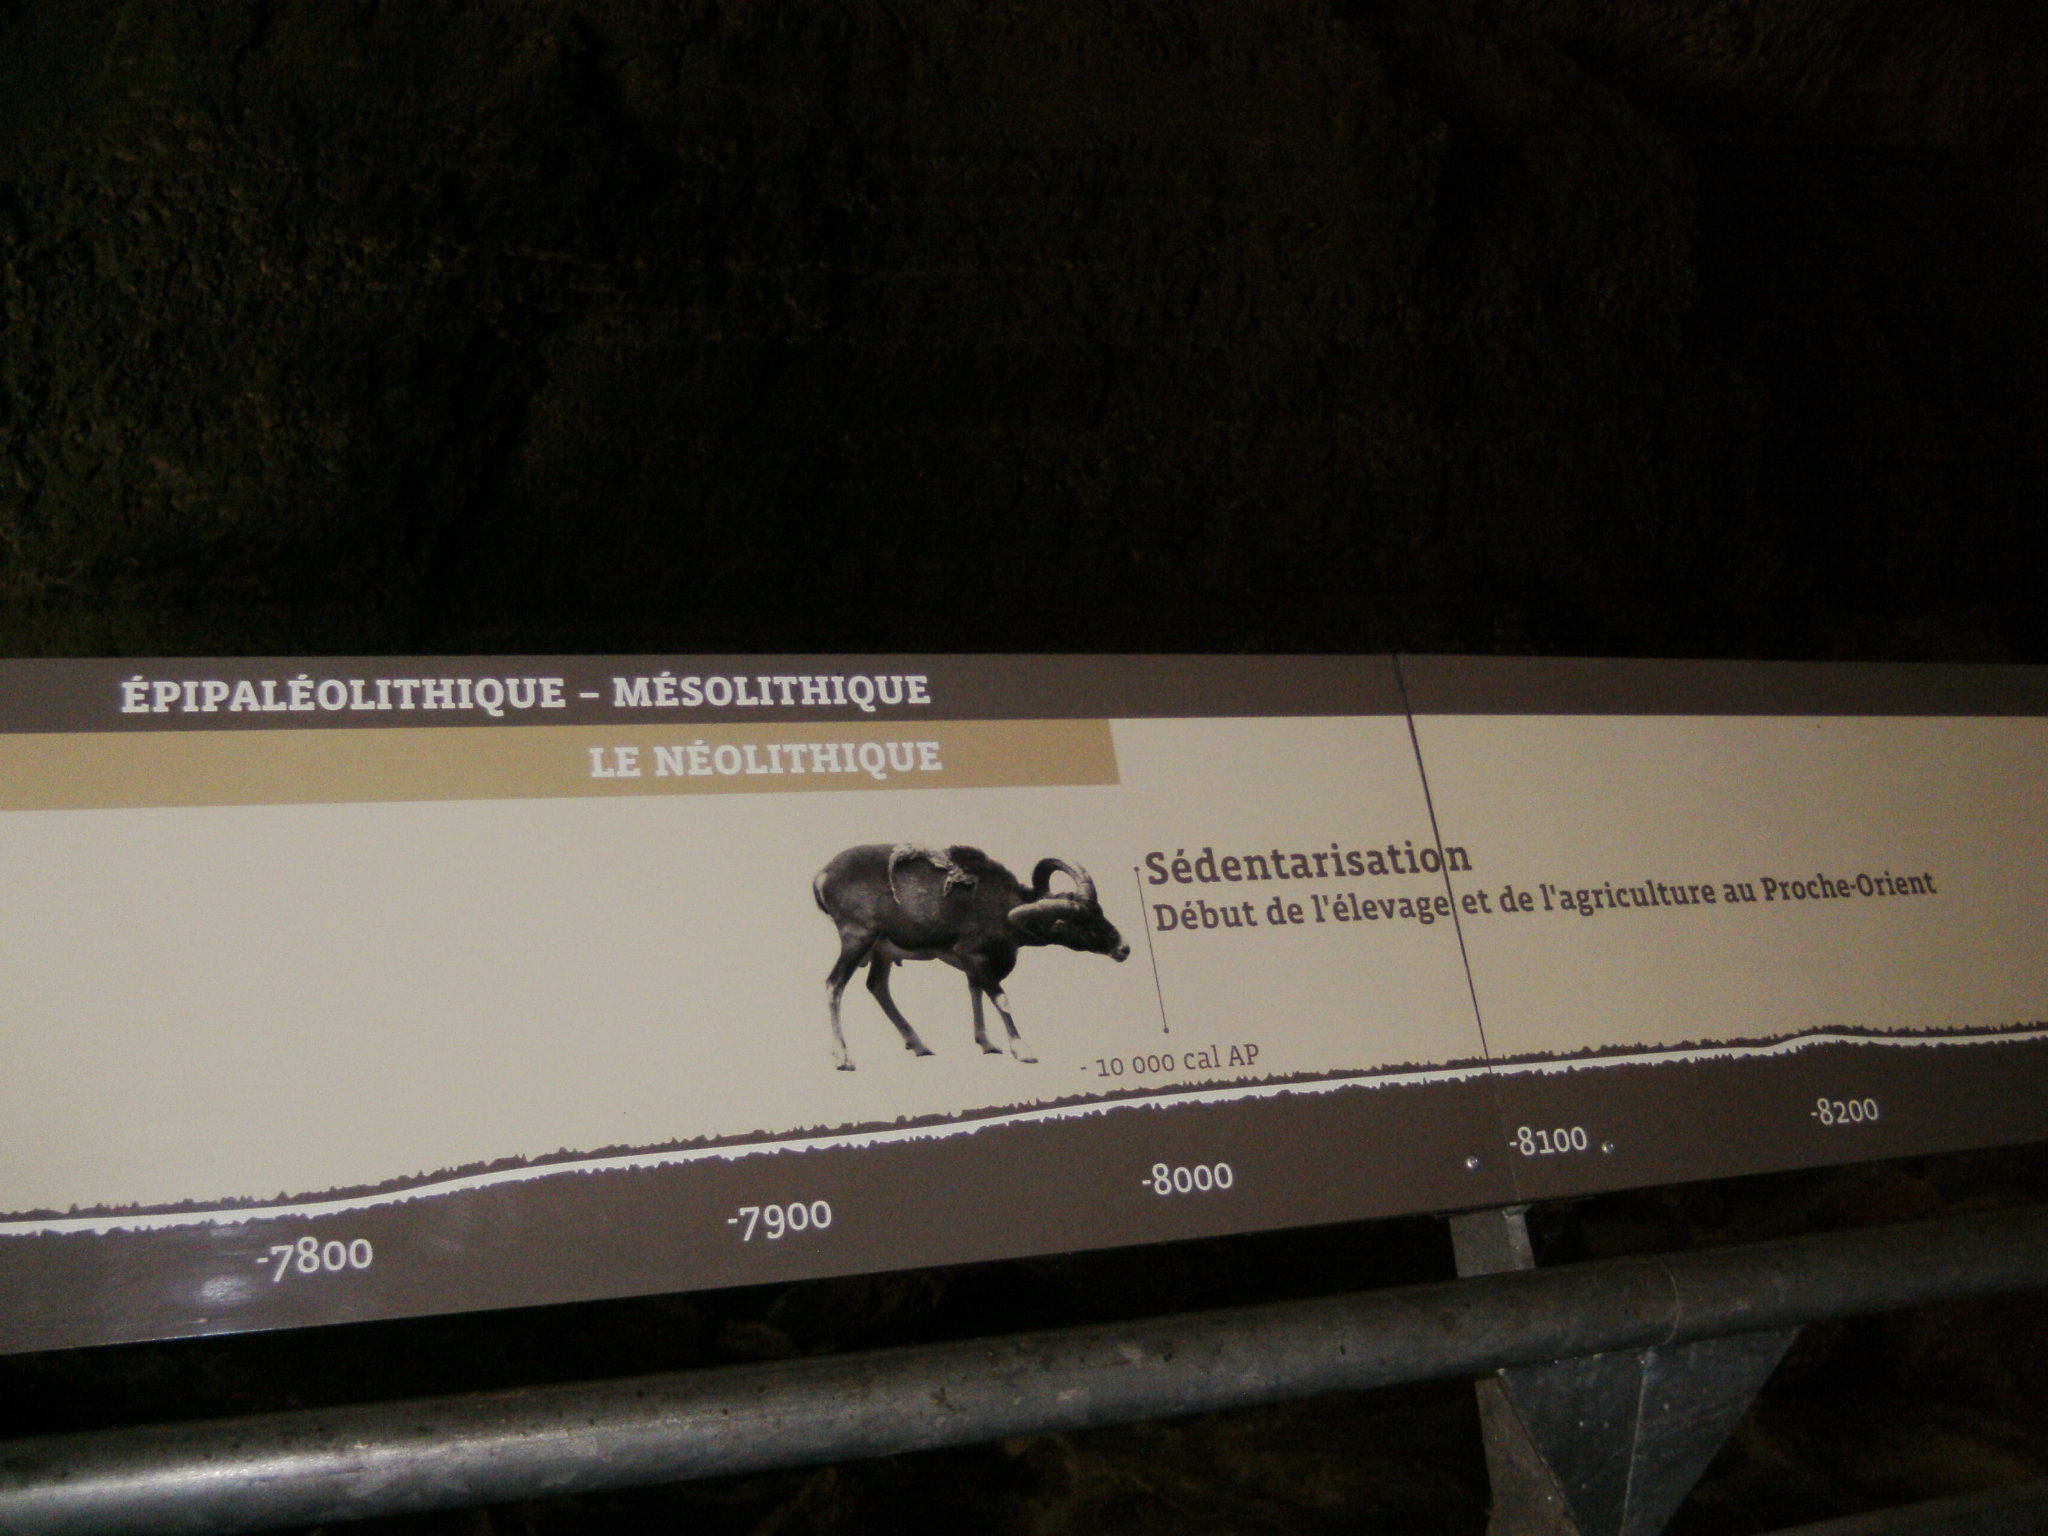 ÉPIPALÉOLITHIQUE – MÉSOLITHIQUE
LE NÉOLITHIQUE
Sédentarisation
Début de l'élevage et de l'agriculture au Proche-Orient
- 10 000 cal AP
-7800 -7900 -8000 -8100 -8200